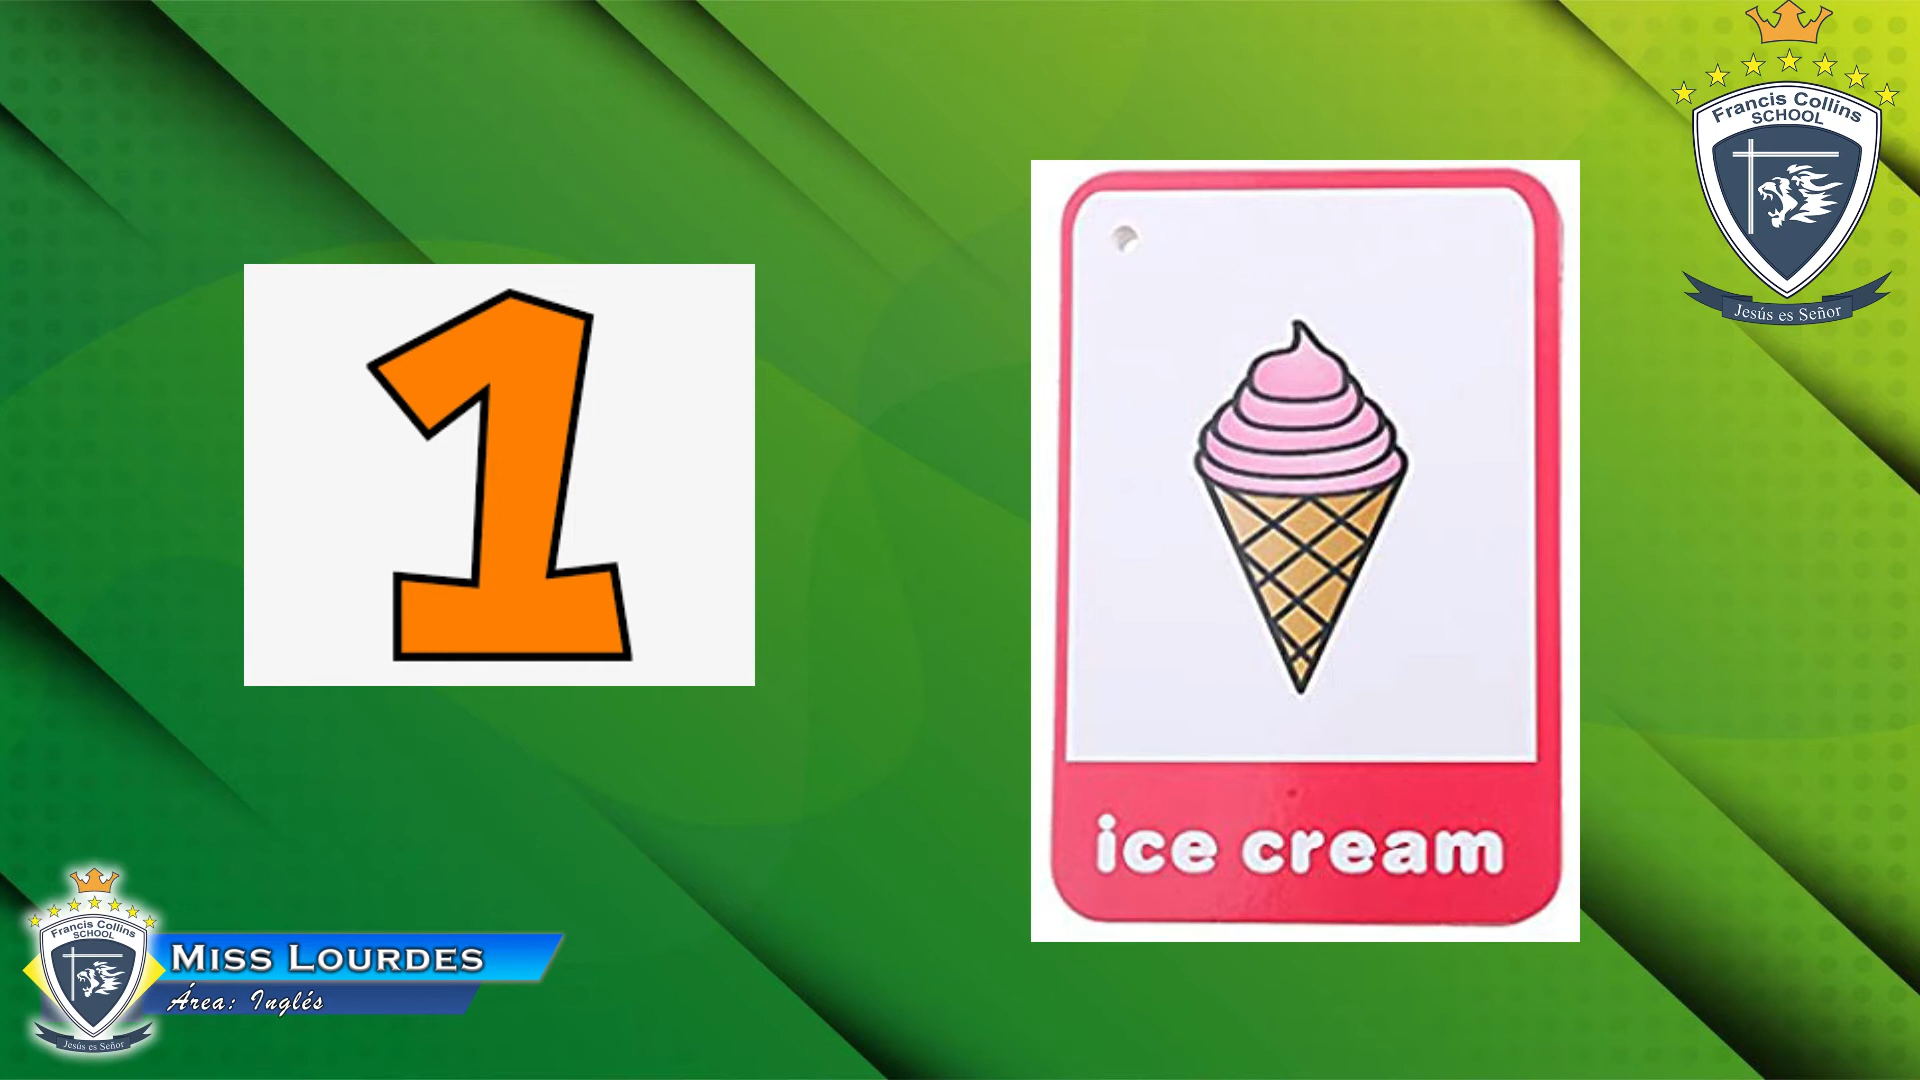 Francis Collins
SCHOOL
Jesús es Señor
1
ice cream
Francis Collins
SCHOOL
Jesús es Señor
MISS LOURDES
Área: Inglés